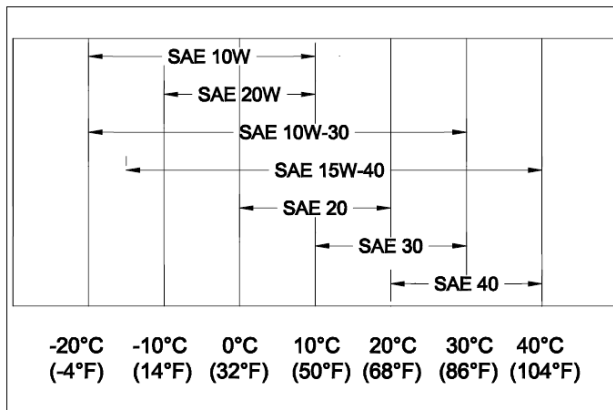 SAE 10W
SAE 20W
SAE 10W-30
SAE 15W-40
SAE 20
SAE 30
SAE 40
-20°C -10°C 0°C 10°C 20°C 30°C 40°C
(-4°F) (14°F) (32°F) (50°F) (68°F) (86°F) (104°F)